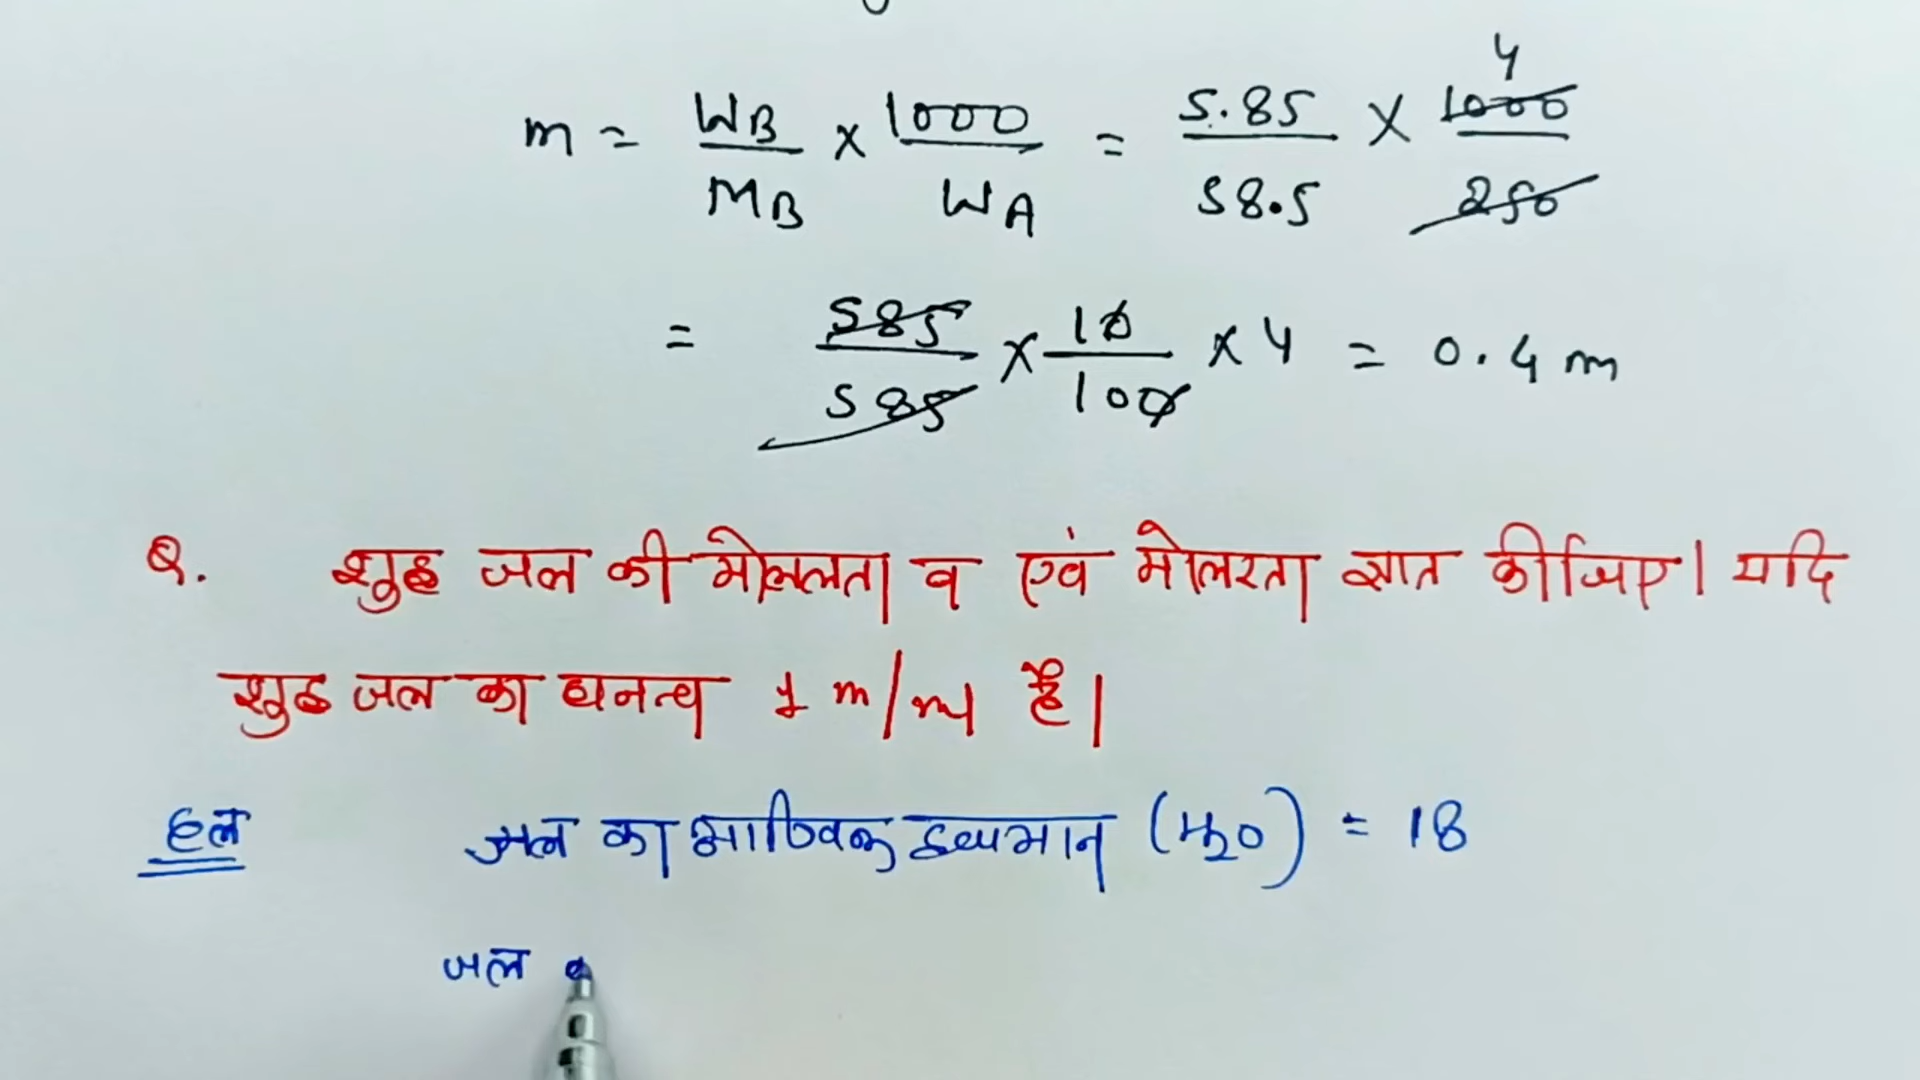 m = WB/MB × 1000/WA = 5.85/58.5 × 1000/250 4
= 585/585 × 10/100 × 4 = 0.4 m
Q. शुद्ध जल की मोललता व एवं मोलरता ज्ञात कीजिए। यदि
शुद्ध जल का घनत्व 1 m/ml है।
हल जल का आण्विक द्रव्यमान (H2O) = 18
जल